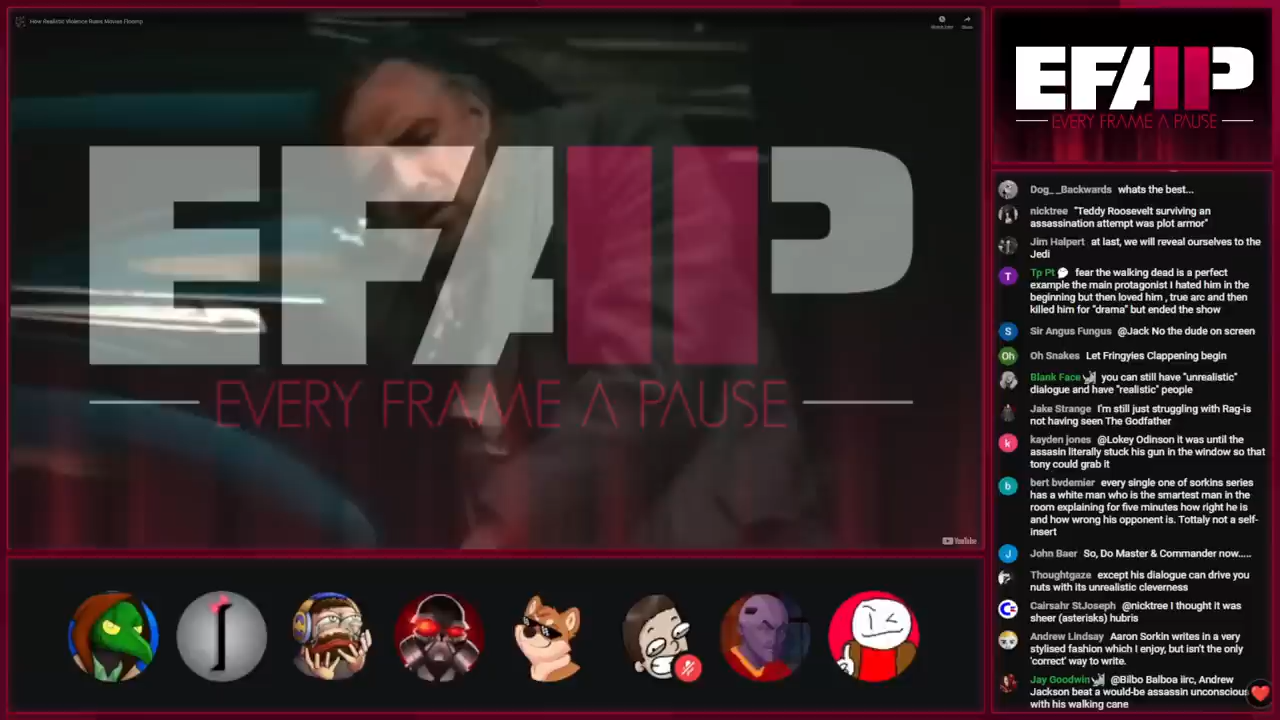 How Realistic Violence Ruins Movies Floomp
Watch later
Share
EFAP
EVERY FRAME A PAUSE
YouTube
EFAP
EVERY FRAME A PAUSE
Dog_ _Backwards whats the best...
nicktree "Teddy Roosevelt surviving an
assassination attempt was plot armor"
Jim Halpert at last, we will reveal ourselves to the
Jedi
T
Tp Pt fear the walking dead is a perfect
example the main protagonist I hated him in the
beginning but then loved him , true arc and then
killed him for "drama" but ended the show
S
Sir Angus Fungus @Jack No the dude on screen
Oh
Oh Snakes Let Fringyies Clappening begin
Blank Face you can still have "unrealistic"
dialogue and have "realistic" people
Jake Strange I'm still just struggling with Rag-is
not having seen The Godfather
k
kayden jones @Lokey Odinson it was until the
assasin literally stuck his gun in the window so that
tony could grab it
b
bert bvdemier every single one of sorkins series
has a white man who is the smartest man in the
room explaining for five minutes how right he is
and how wrong his opponent is. Tottaly not a self-
insert
J
John Baer So, Do Master & Commander now.....
Thoughtgaze except his dialogue can drive you
nuts with its unrealistic cleverness
Cairsahr StJoseph @nicktree I thought it was
sheer (asterisks) hubris
Andrew Lindsay Aaron Sorkin writes in a very
stylised fashion which I enjoy, but isn't the only
'correct' way to write.
Jay Goodwin @Bilbo Balboa iirc, Andrew
Jackson beat a would-be assassin unconscious
with his walking cane